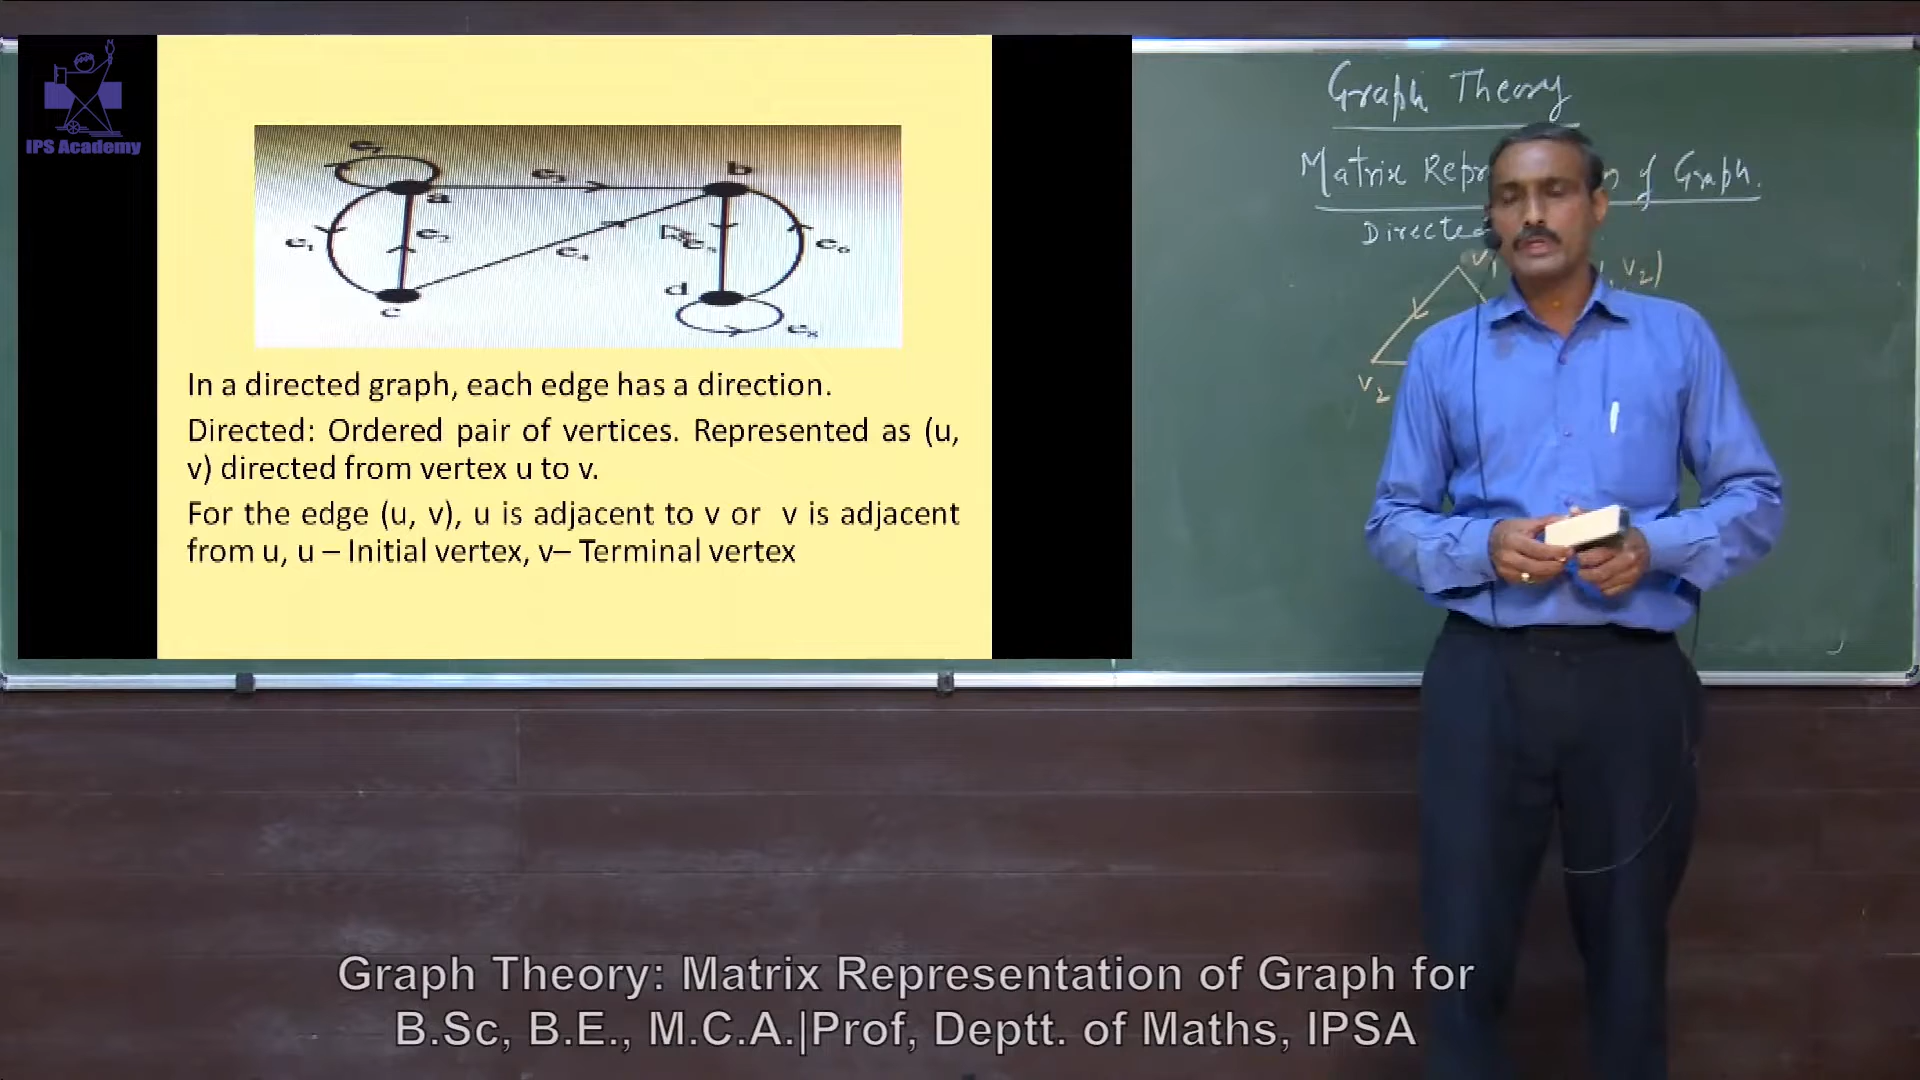 IPS Academy
a
b
c
d
In a directed graph, each edge has a direction.
Directed: Ordered pair of vertices. Represented as (u,
v) directed from vertex u to v.
For the edge (u, v), u is adjacent to v or v is adjacent
from u, u – Initial vertex, v– Terminal vertex
Graph Theory
Matrix of Graph.
Directed
v₂)
v₂
Graph Theory: Matrix Representation of Graph for
B.Sc, B.E., M.C.A.|Prof, Deptt. of Maths, IPSA